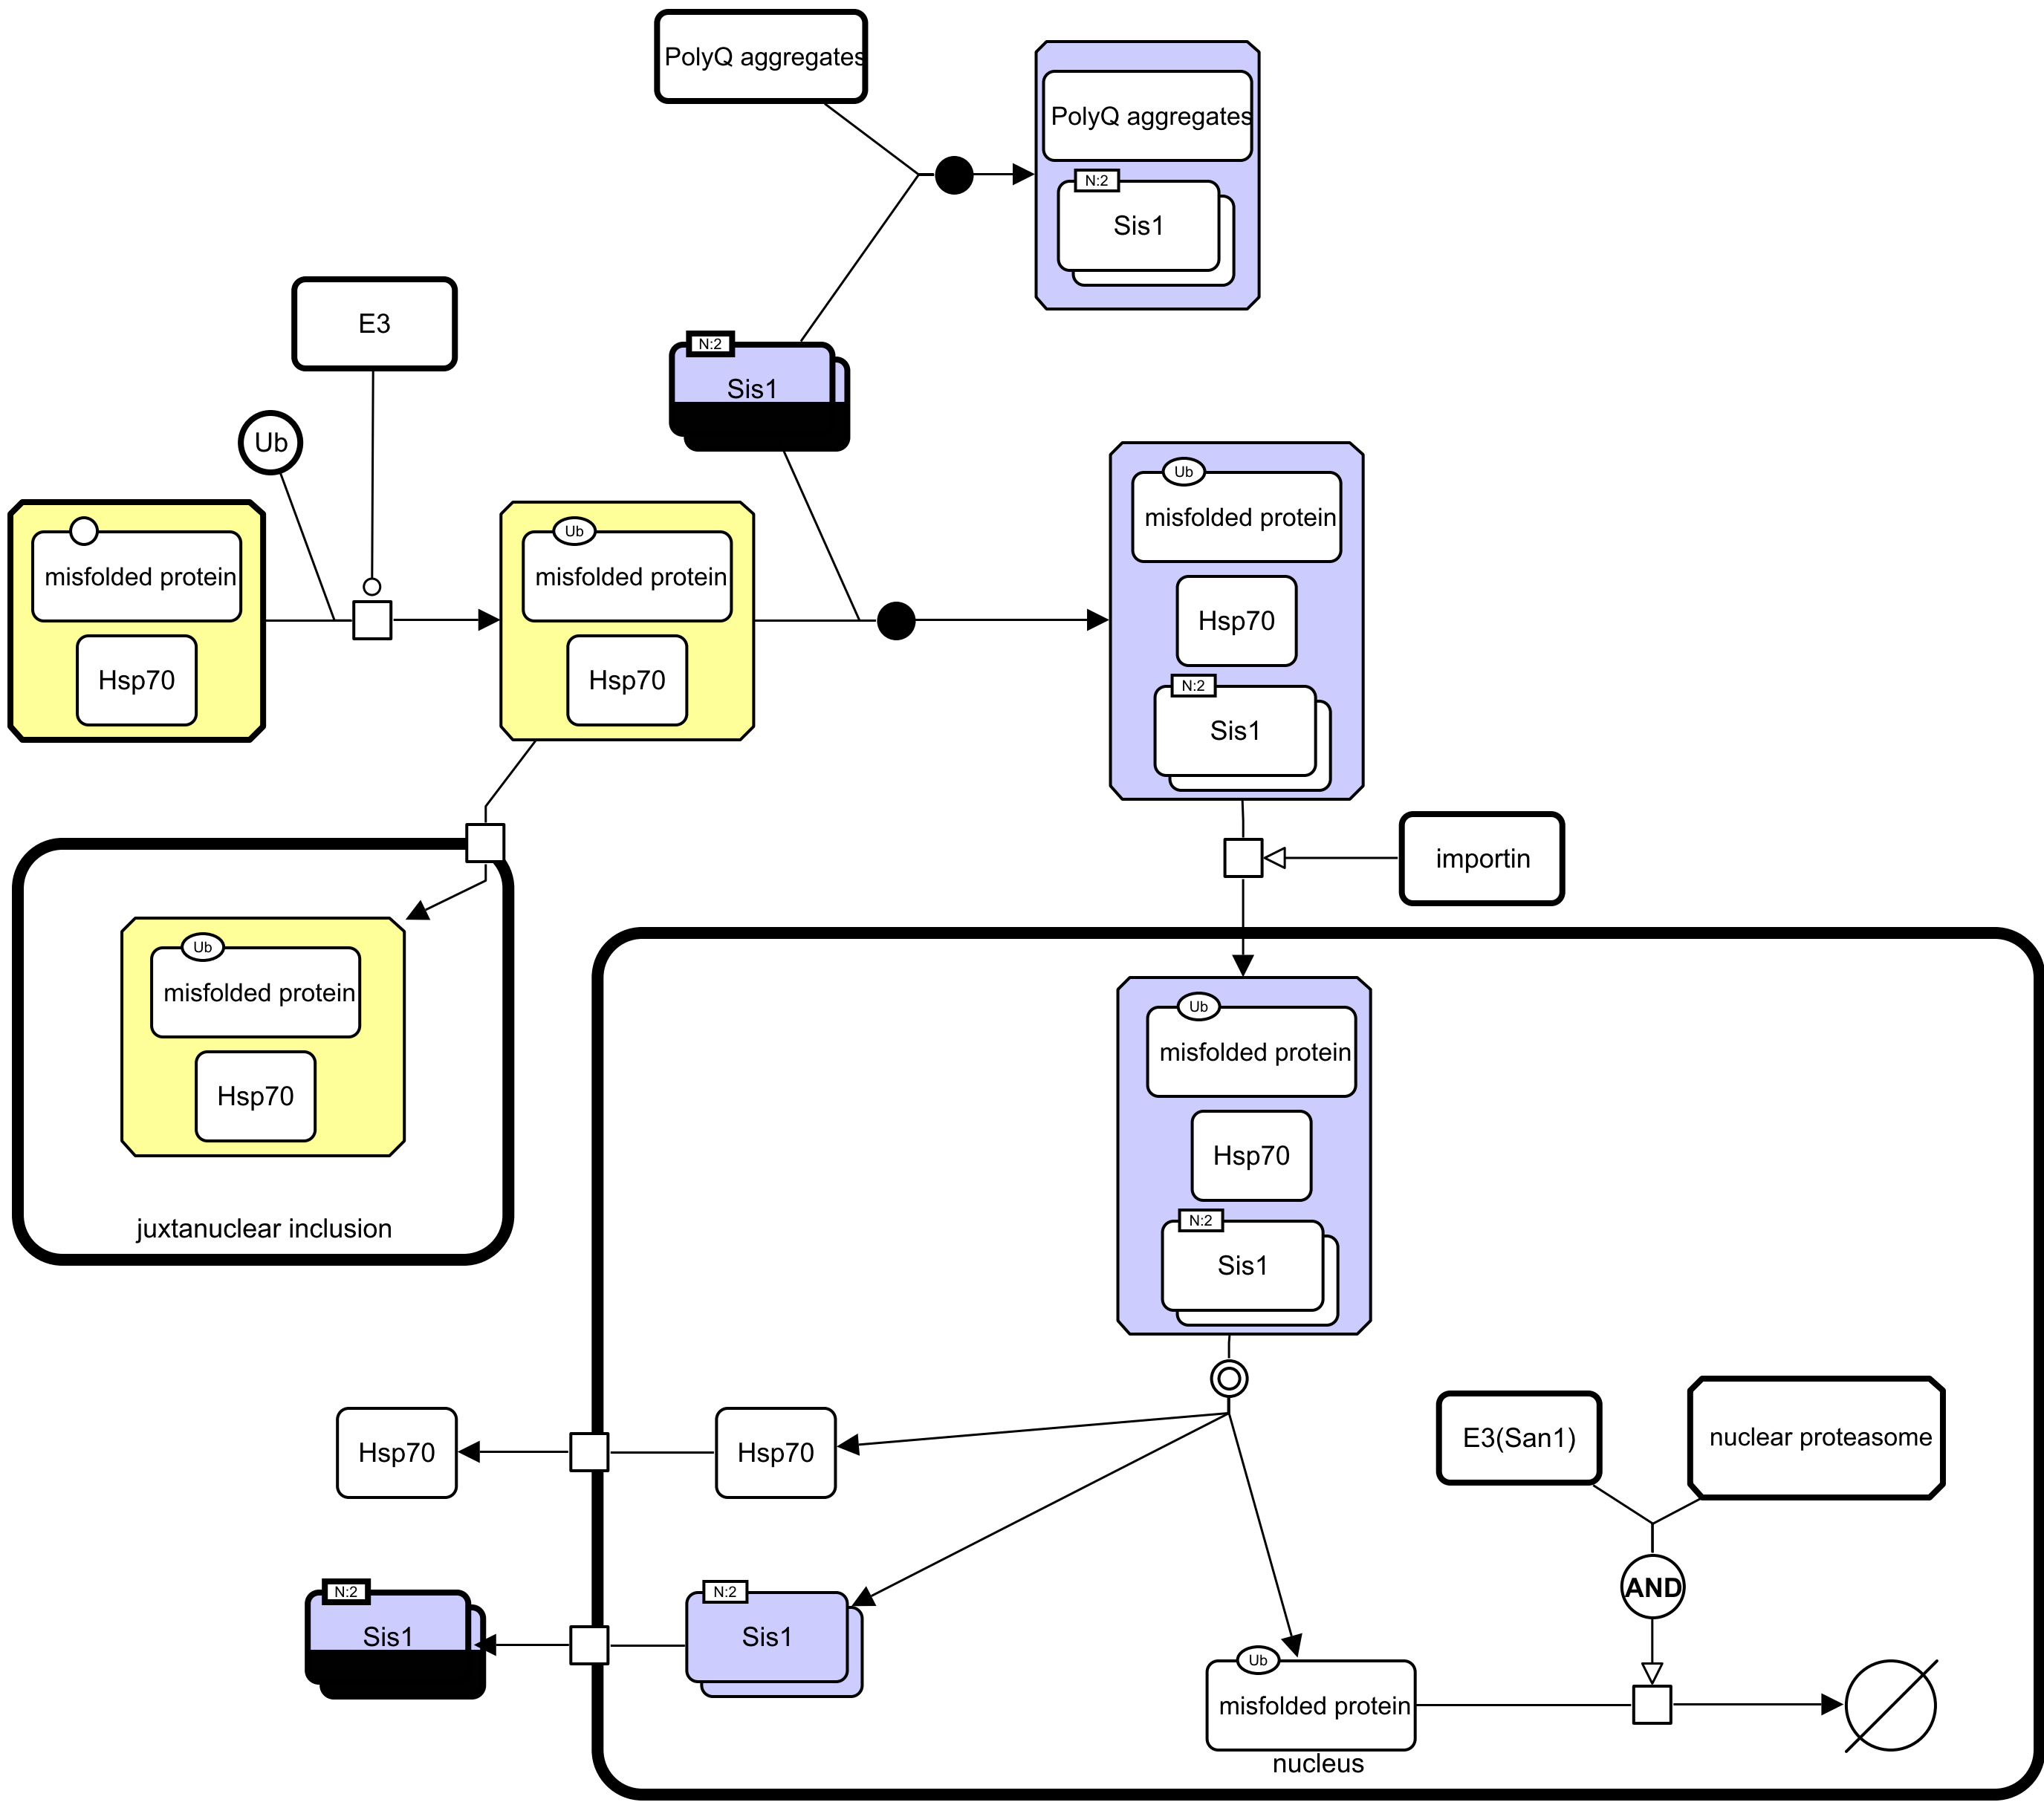 PolyQ aggregates
PolyQ aggregates
N:2
Sis1
E3
N:2
Sis1
Ub
Ub
misfolded protein
Hsp70
N:2
Sis1
misfolded protein
Hsp70
Ub
misfolded protein
Hsp70
importin
Ub
misfolded protein
Hsp70
juxtanuclear inclusion
Ub
misfolded protein
Hsp70
N:2
Sis1
Hsp70
Hsp70
E3(San1)
nuclear proteasome
AND
N:2
Sis1
N:2
Sis1
Ub
misfolded protein
nucleus